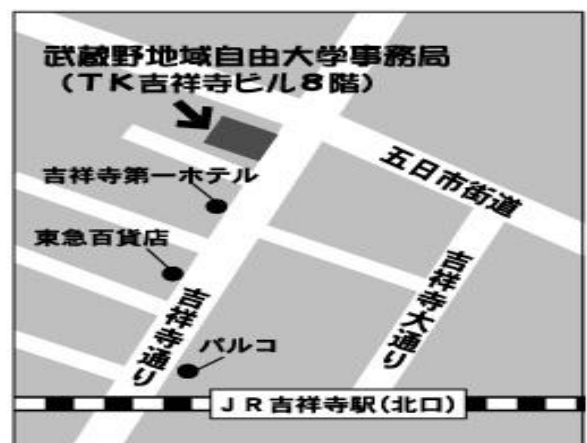 武蔵野地域自由大学事務局
（ＴＫ吉祥寺ビル８階）
五日市街道
吉祥寺第一ホテル
東急百貨店
吉祥寺大通り
吉祥寺通り
パルコ
ＪＲ吉祥寺駅（北口）